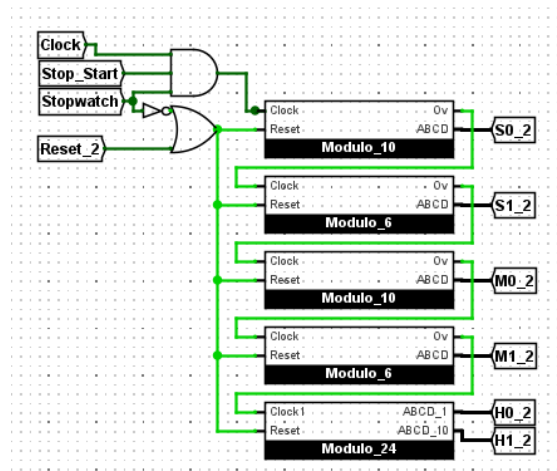 Clock
Stop_Start
Stopwatch
Reset_2
Clock Ov
Reset ABCD
Modulo_10
S0_2
Clock Ov
Reset ABCD
Modulo_6
S1_2
Clock Ov
Reset ABCD
Modulo_10
M0_2
Clock Ov
Reset ABCD
Modulo_6
M1_2
Clock1 ABCD_1
Reset ABCD_10
Modulo_24
H0_2
H1_2